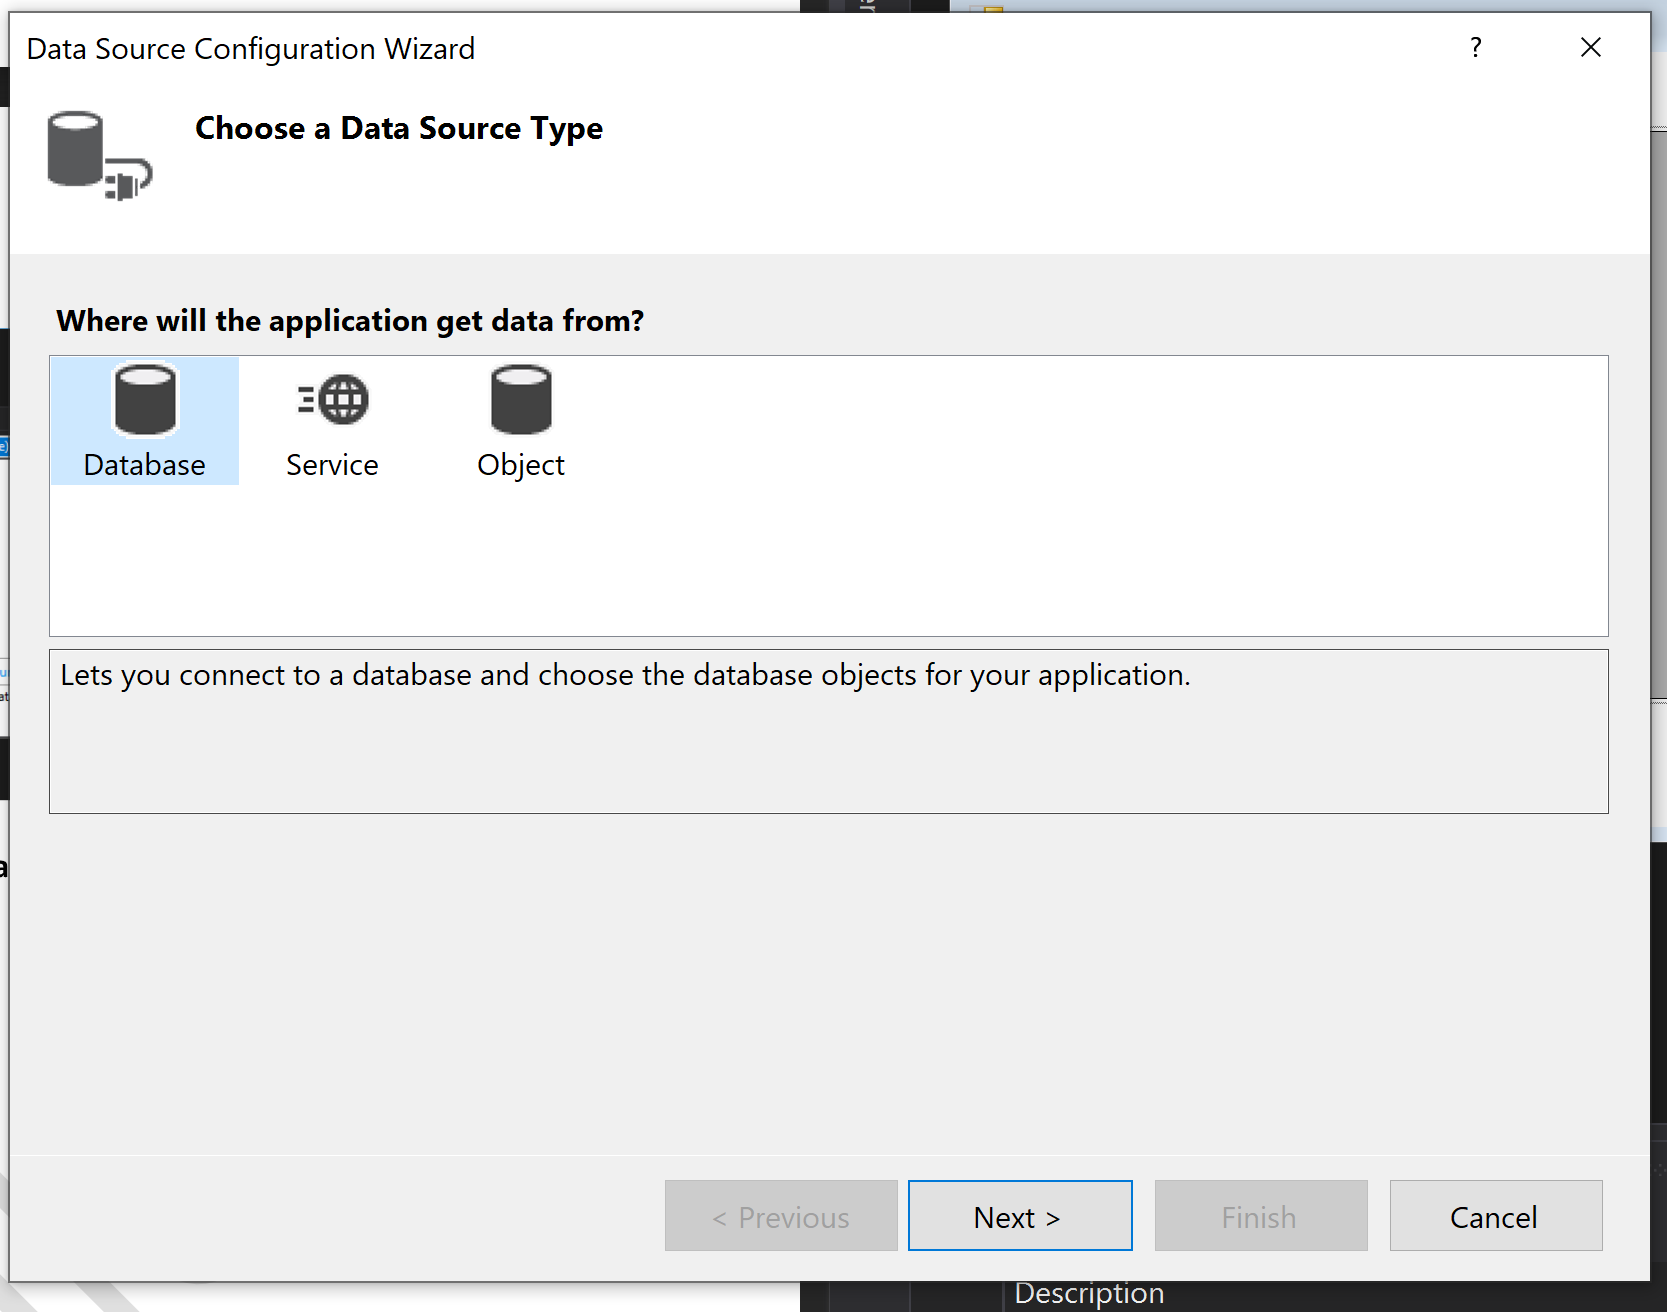 Data Source Configuration Wizard
?
Choose a Data Source Type
Where will the application get data from?
Database
Service
Object
Lets you connect to a database and choose the database objects for your application.
< Previous
Next >
Finish
Cancel
Description